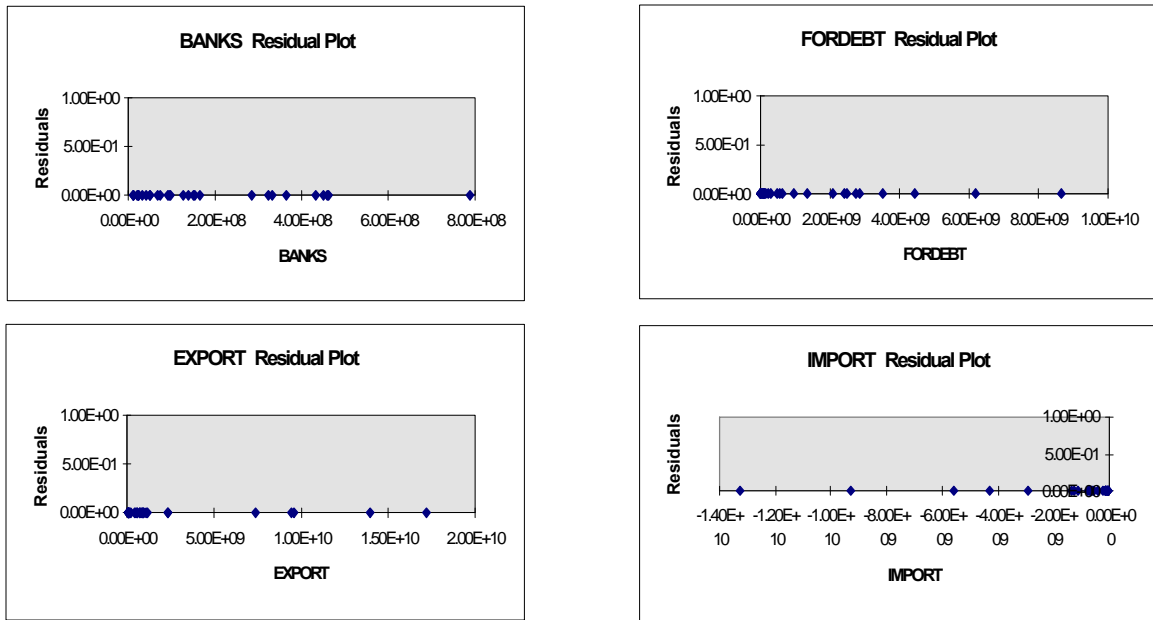 BANKS Residual Plot
1.00E+00
5.00E-01
0.00E+00
0.00E+00 2.00E+08 4.00E+08 6.00E+08 8.00E+08
Residuals
BANKS
FORDEBT Residual Plot
1.00E+00
5.00E-01
0.00E+00
0.00E+00 2.00E+09 4.00E+09 6.00E+09 8.00E+09 1.00E+10
Residuals
FORDEBT
EXPORT Residual Plot
1.00E+00
5.00E-01
0.00E+00
0.00E+00 5.00E+09 1.00E+10 1.50E+10 2.00E+10
Residuals
EXPORT
IMPORT Residual Plot
1.00E+00
5.00E-01
0.00E+00
-1.40E+ -1.20E+ -1.00E+ -8.00E+ -6.00E+ -4.00E+ -2.00E+ 0.00E+0
10 10 10 09 09 09 09 0
Residuals
IMPORT